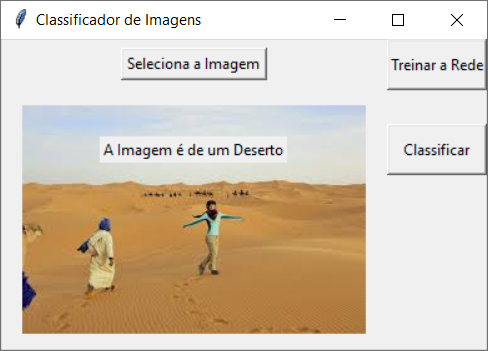 Classificador de Imagens
Seleciona a Imagem
Treinar a Rede
A Imagem é de um Deserto
Classificar